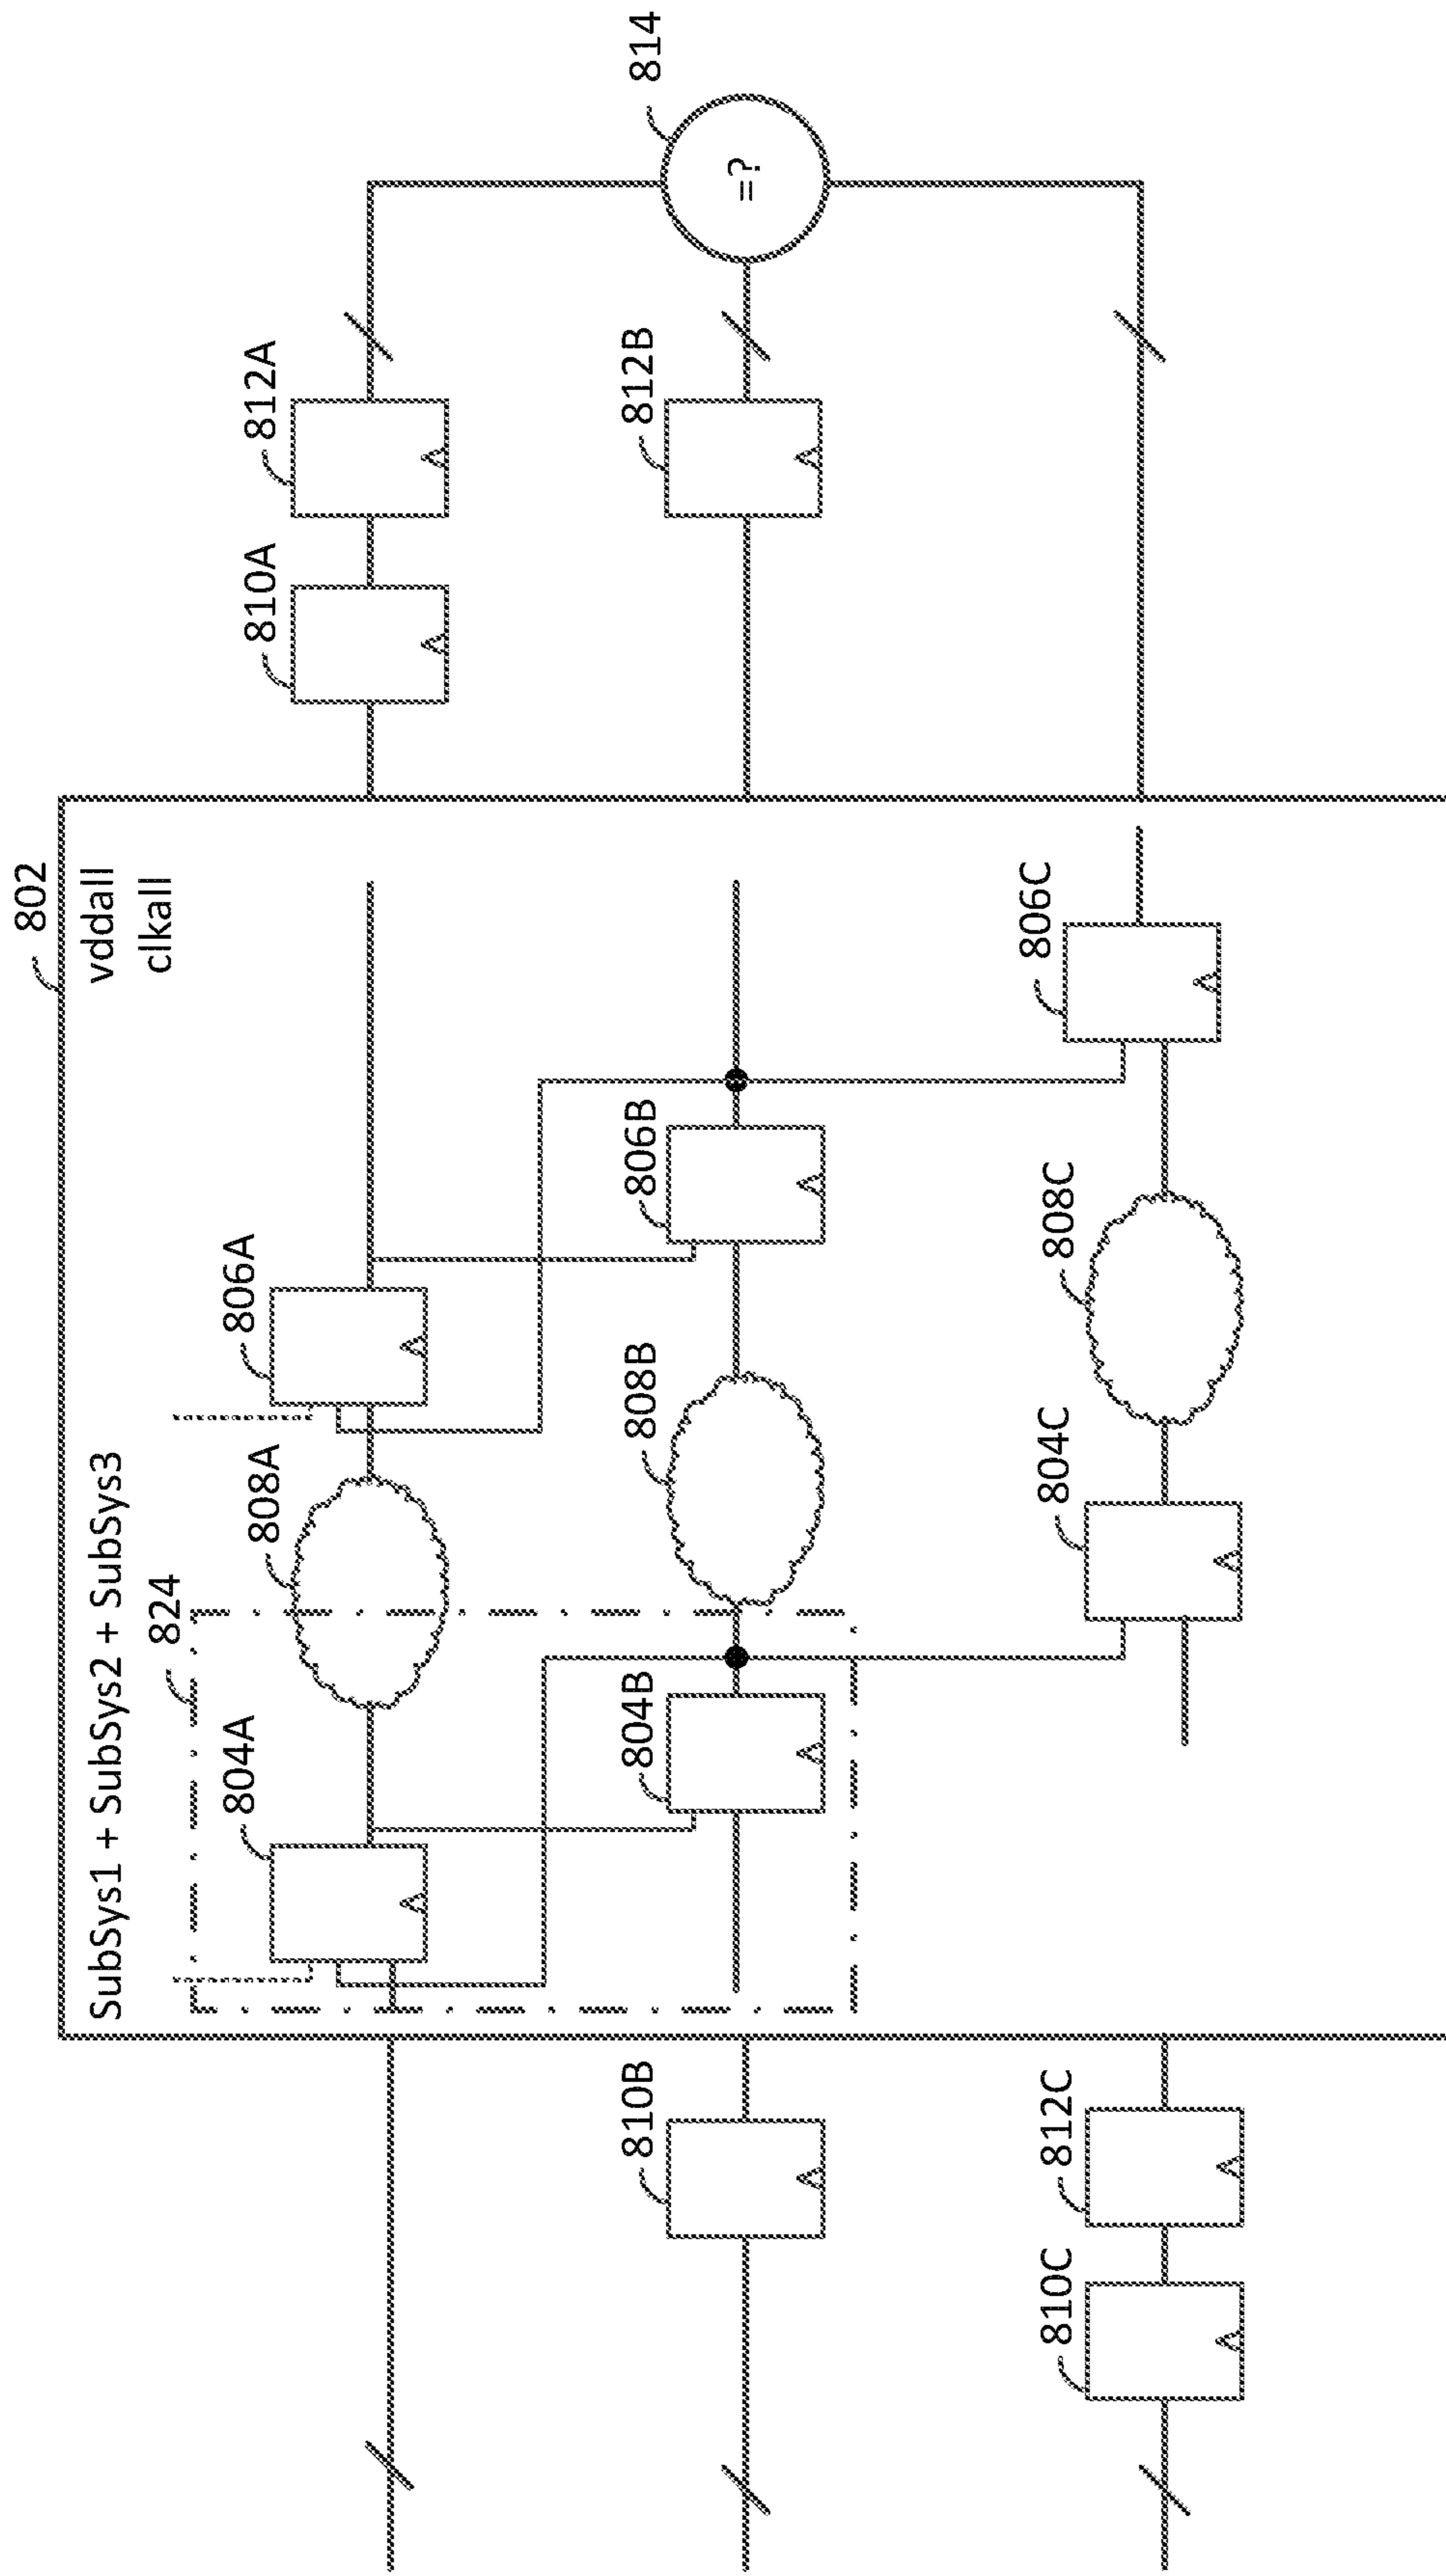 802
vddall
clkall
SubSys1 + SubSys2 + SubSys3
824
804A
808A
806A
810A
812A
814
=?
810B
804B
808B
806B
812B
810C
812C
804C
808C
806C